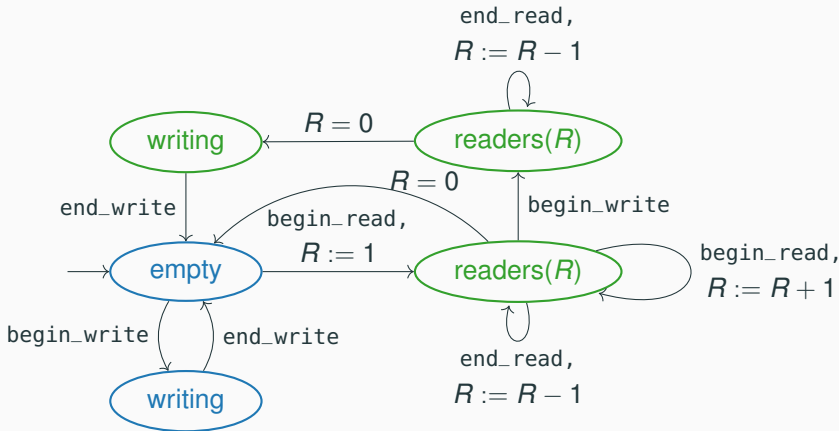 end_read,
R := R − 1
writing
R = 0
readers(R)
end_write
R = 0
begin_write
begin_read,
R := 1
empty
readers(R)
begin_read,
R := R + 1
begin_write
end_write
end_read,
R := R − 1
writing